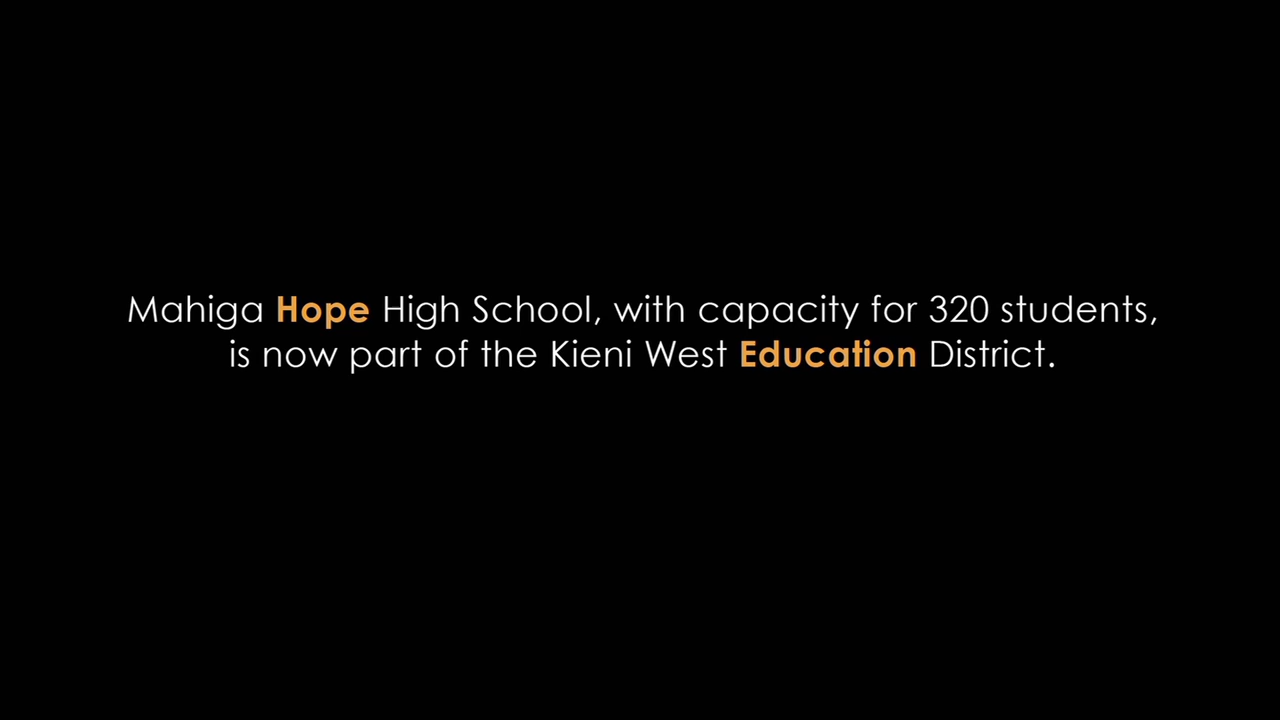 Mahiga Hope High School, with capacity for 320 students,
is now part of the Kieni West Education District.